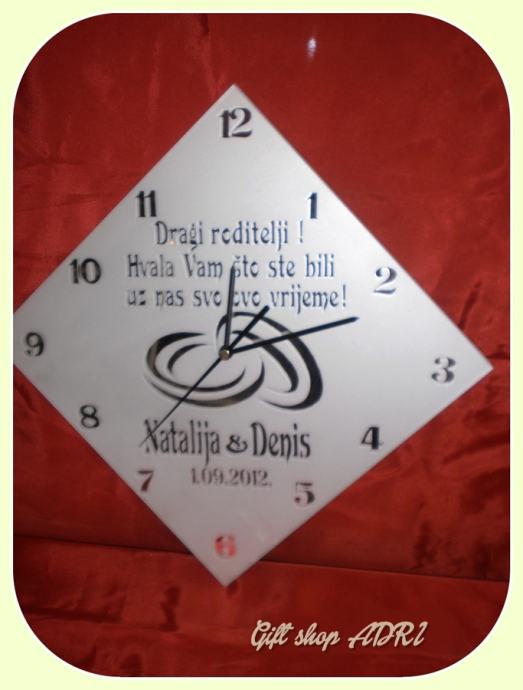 12
11
1
Dragi roditelji !
10
Hvala Vam što ste bili
2
uz nas svo ovo vrijeme!
9
3
8
Natalija & Denis
4
7
1.09.2012.
5
6
Gift shop ADRI